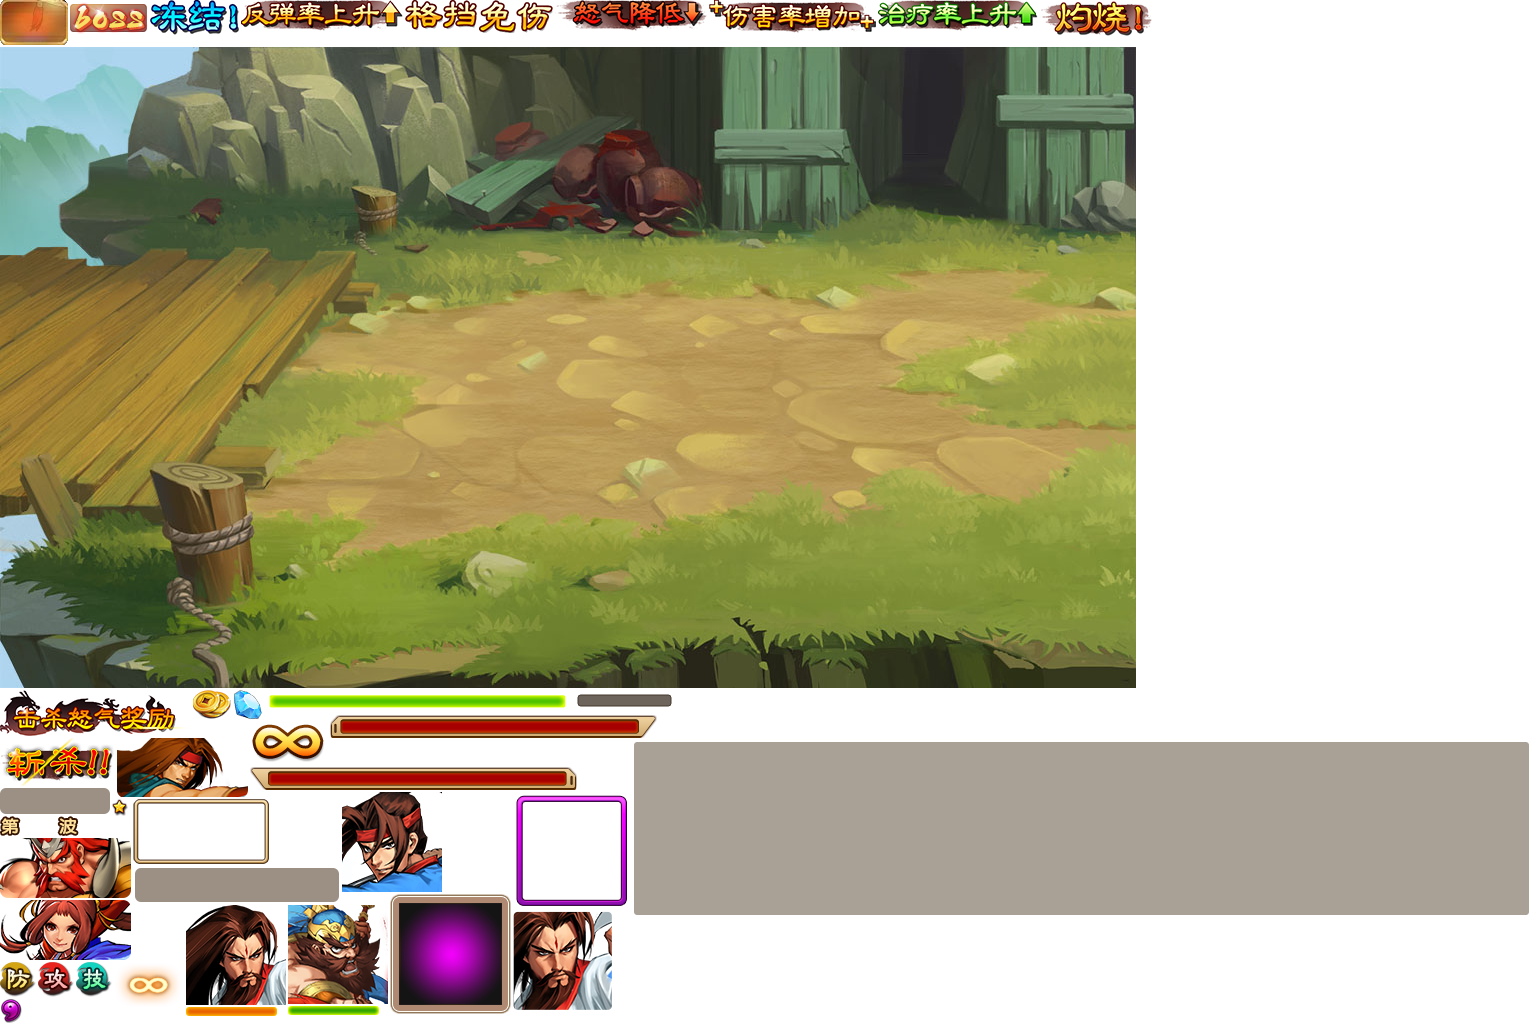 boss
冻结!
反弹率上升
格挡免伤
怒气降低
+伤害率增加+
治疗率上升
灼烧!
击杀怒气奖励
斩杀!!
第 波
防 攻 技